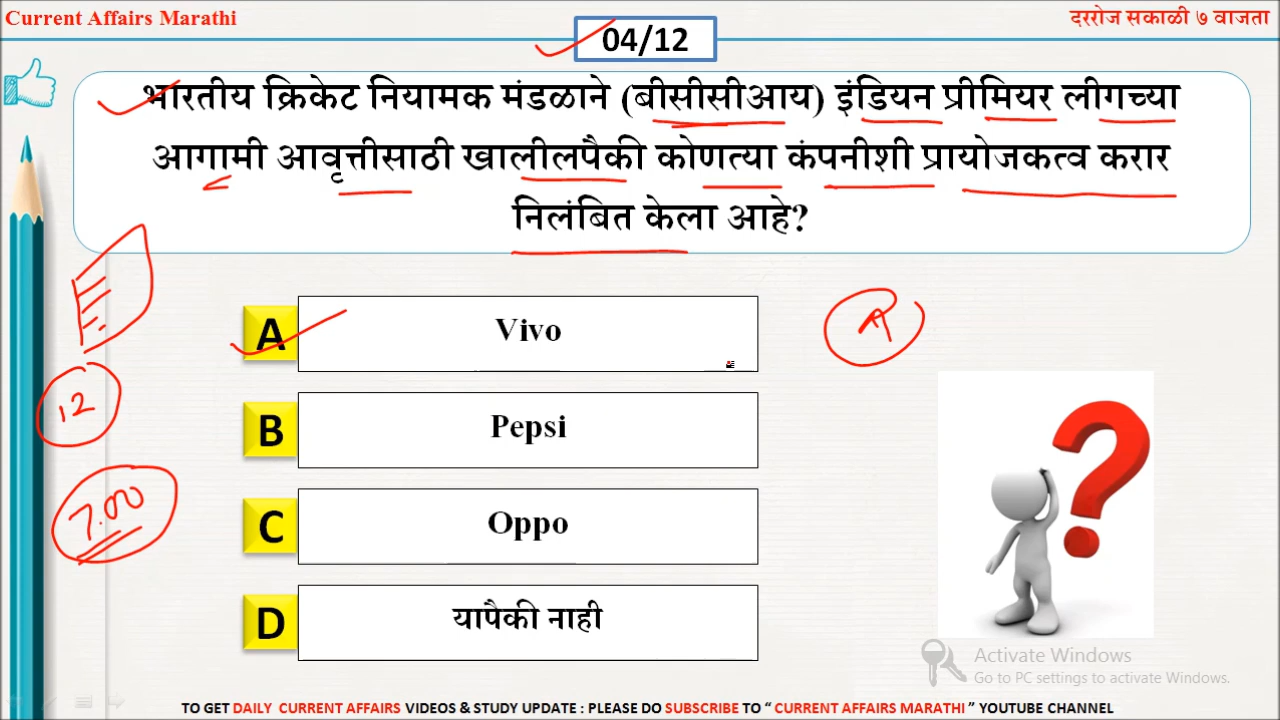 Current Affairs Marathi
दररोज सकाळी ७ वाजता
04/12
भारतीय क्रिकेट नियामक मंडळाने (बीसीसीआय) इंडियन प्रीमियर लीगच्या
आगामी आवृत्तीसाठी खालीलपैकी कोणत्या कंपनीशी प्रायोजकत्व करार
निलंबित केला आहे?
A Vivo
A
B Pepsi
12
C Oppo
7.00
D यापैकी नाही
Activate Windows
Go to PC settings to activate Windows.
TO GET DAILY CURRENT AFFAIRS VIDEOS & STUDY UPDATE : PLEASE DO SUBSCRIBE TO “ CURRENT AFFAIRS MARATHI ” YOUTUBE CHANNEL